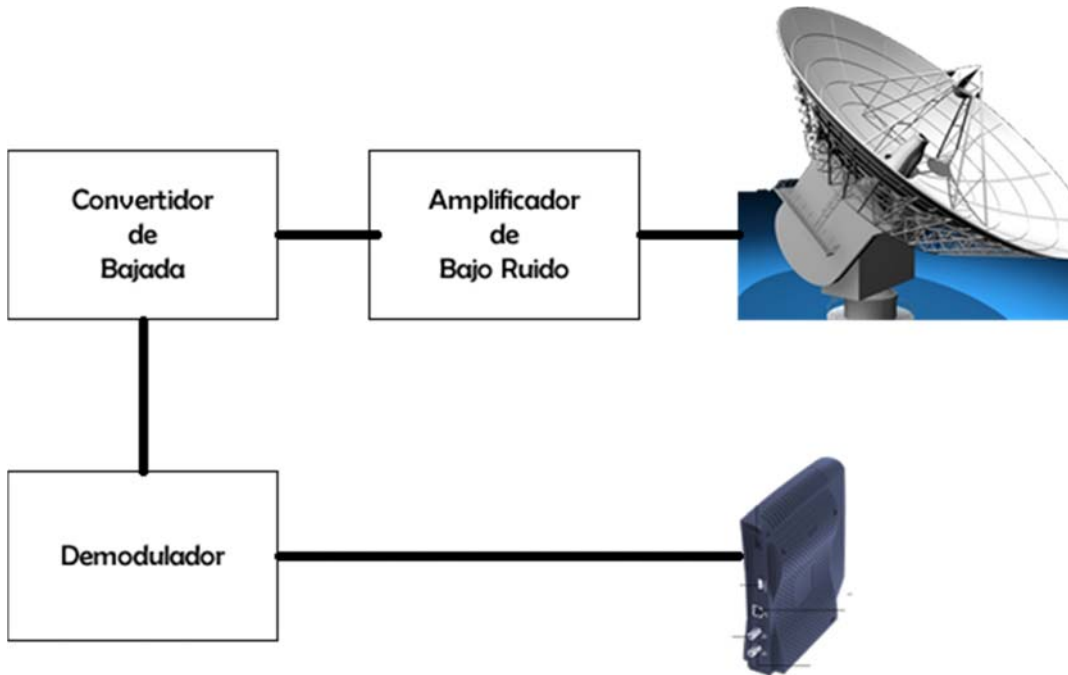 Convertidor
de
Bajada
Amplificador
de
Bajo Ruido
Demodulador